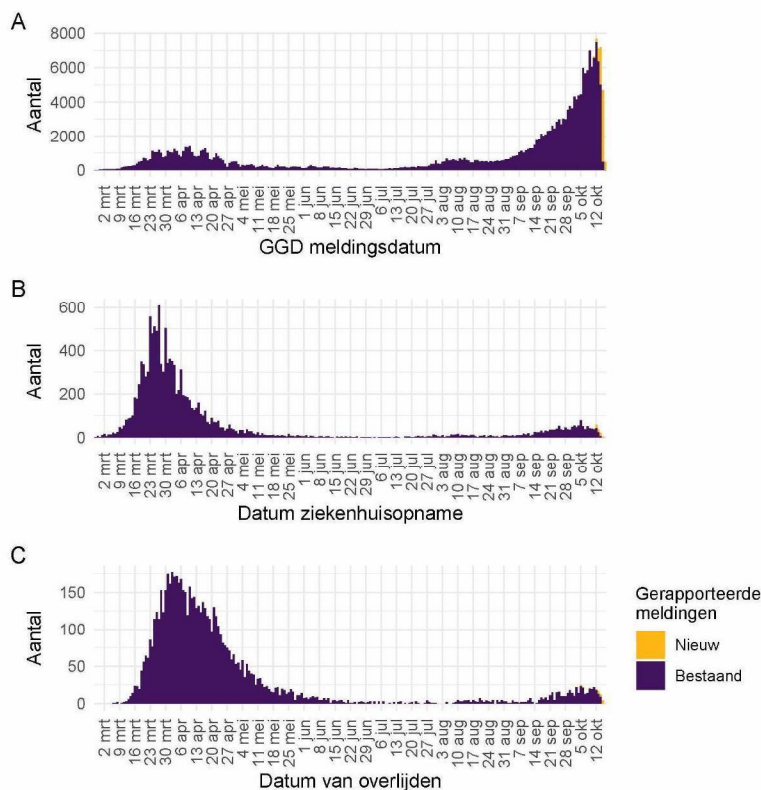 A
8000
6000
4000
2000
0
Aantal
2 mrt
9 mrt
16 mrt
23 mrt
30 mrt
6 apr
13 apr
20 apr
27 apr
4 mei
11 mei
18 mei
25 mei
1 jun
8 jun
15 jun
22 jun
29 jun
6 jul
13 jul
20 jul
27 jul
3 aug
10 aug
17 aug
24 aug
31 aug
7 sep
14 sep
21 sep
28 sep
5 okt
12 okt
GGD meldingsdatum
B
600
400
200
0
Aantal
2 mrt
9 mrt
16 mrt
23 mrt
30 mrt
6 apr
13 apr
20 apr
27 apr
4 mei
11 mei
18 mei
25 mei
1 jun
8 jun
15 jun
22 jun
29 jun
6 jul
13 jul
20 jul
27 jul
3 aug
10 aug
17 aug
24 aug
31 aug
7 sep
14 sep
21 sep
28 sep
5 okt
12 okt
Datum ziekenhuisopname
C
150
100
50
0
Aantal
2 mrt
9 mrt
16 mrt
23 mrt
30 mrt
6 apr
13 apr
20 apr
27 apr
4 mei
11 mei
18 mei
25 mei
1 jun
8 jun
15 jun
22 jun
29 jun
6 jul
13 jul
20 jul
27 jul
3 aug
10 aug
17 aug
24 aug
31 aug
7 sep
14 sep
21 sep
28 sep
5 okt
12 okt
Datum van overlijden
Gerapporteerde
meldingen
Nieuw
Bestaand